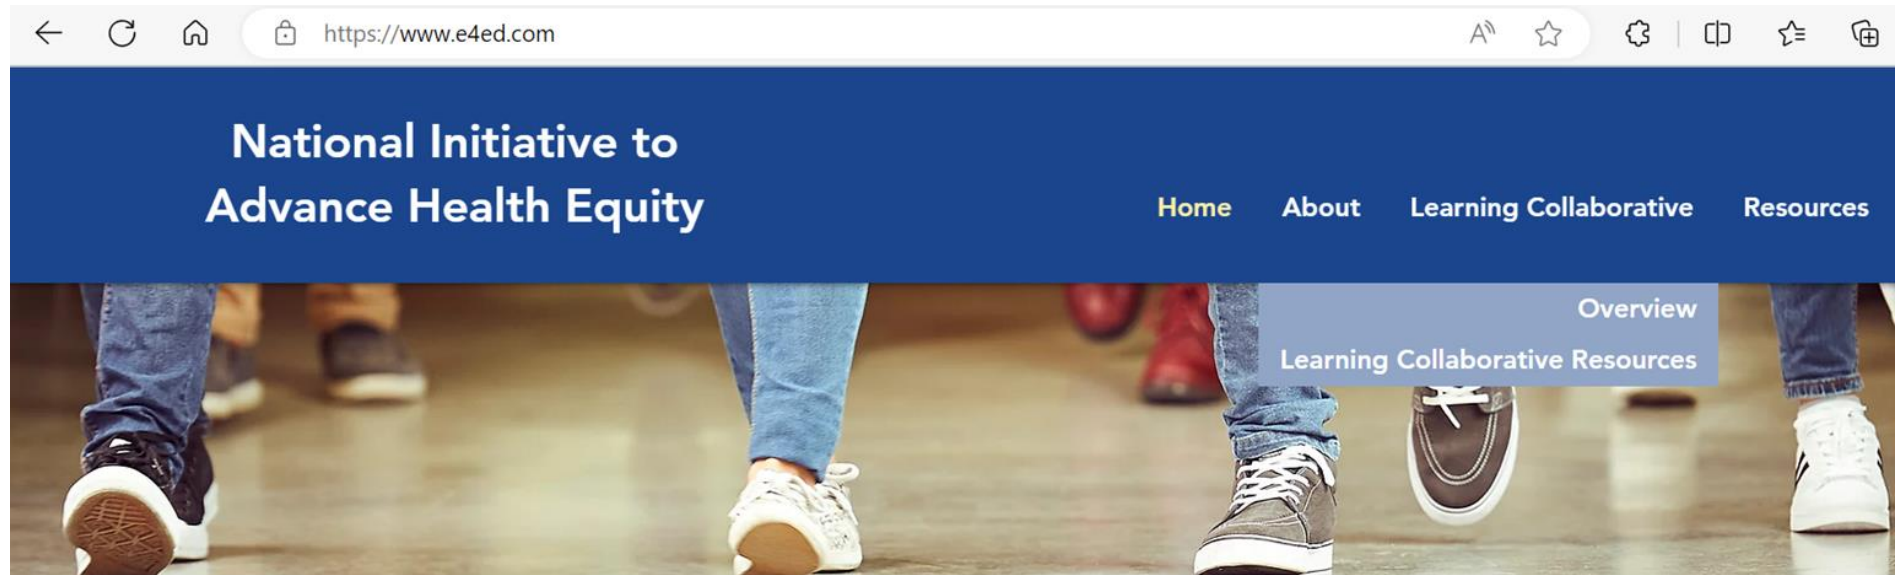 https://www.e4ed.com
National Initiative to
Advance Health Equity
Home About Learning Collaborative Resources
Overview
Learning Collaborative Resources